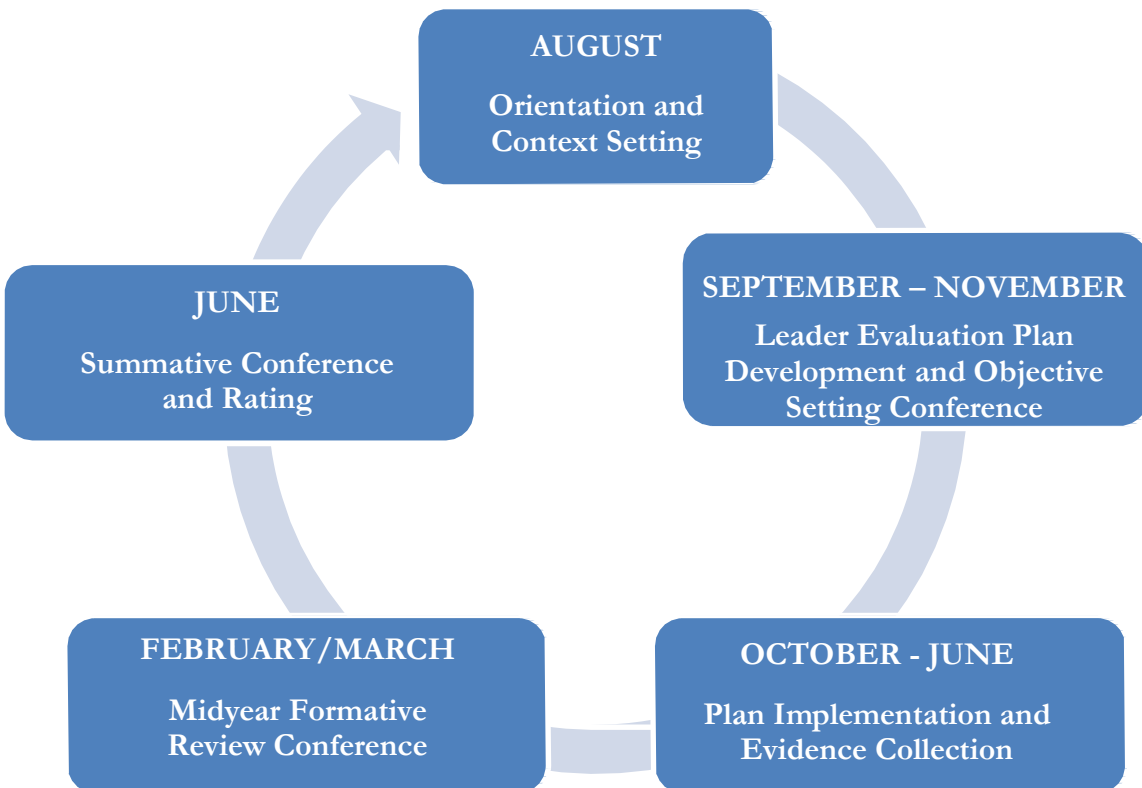 AUGUST
Orientation and
Context Setting
SEPTEMBER – NOVEMBER
Leader Evaluation Plan
Development and Objective
Setting Conference
OCTOBER - JUNE
Plan Implementation and
Evidence Collection
FEBRUARY/MARCH
Midyear Formative
Review Conference
JUNE
Summative Conference
and Rating